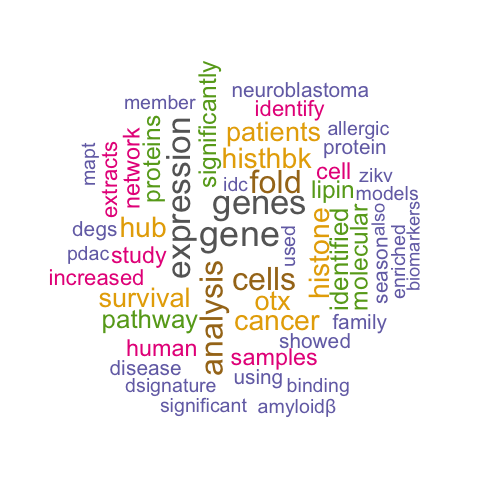 neuroblastoma
member
identify
significantly
patients
allergic
expression
proteins
network
extracts
mapt
histhbk
protein
cell
zikv
idc
fold
lipin
models
genes
hub
degs
gene
used
histone
identified
molecular
seasonal
also
enriched
biomarkers
pdac
study
increased
analysis
cells
survival
otx
pathway
cancer
family
human
showed
samples
disease
using
dsignature
binding
significant
amyloidβ